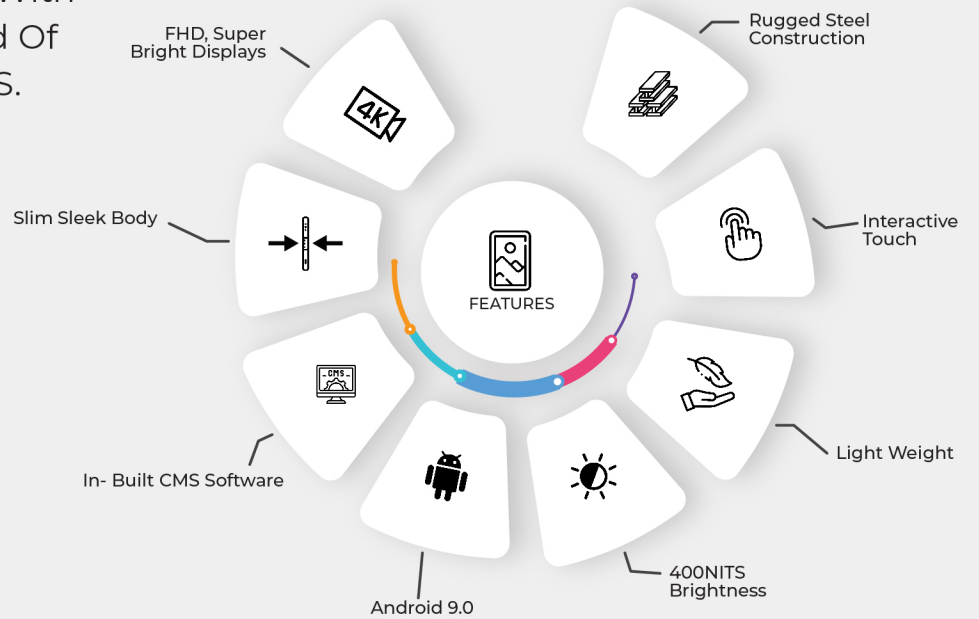 d Of
S.
FHD, Super
Bright Displays
Rugged Steel
Construction
4K
Slim Sleek Body
Interactive
Touch
FEATURES
CMS
In- Built CMS Software
Light Weight
400NITS
Brightness
Android 9.0